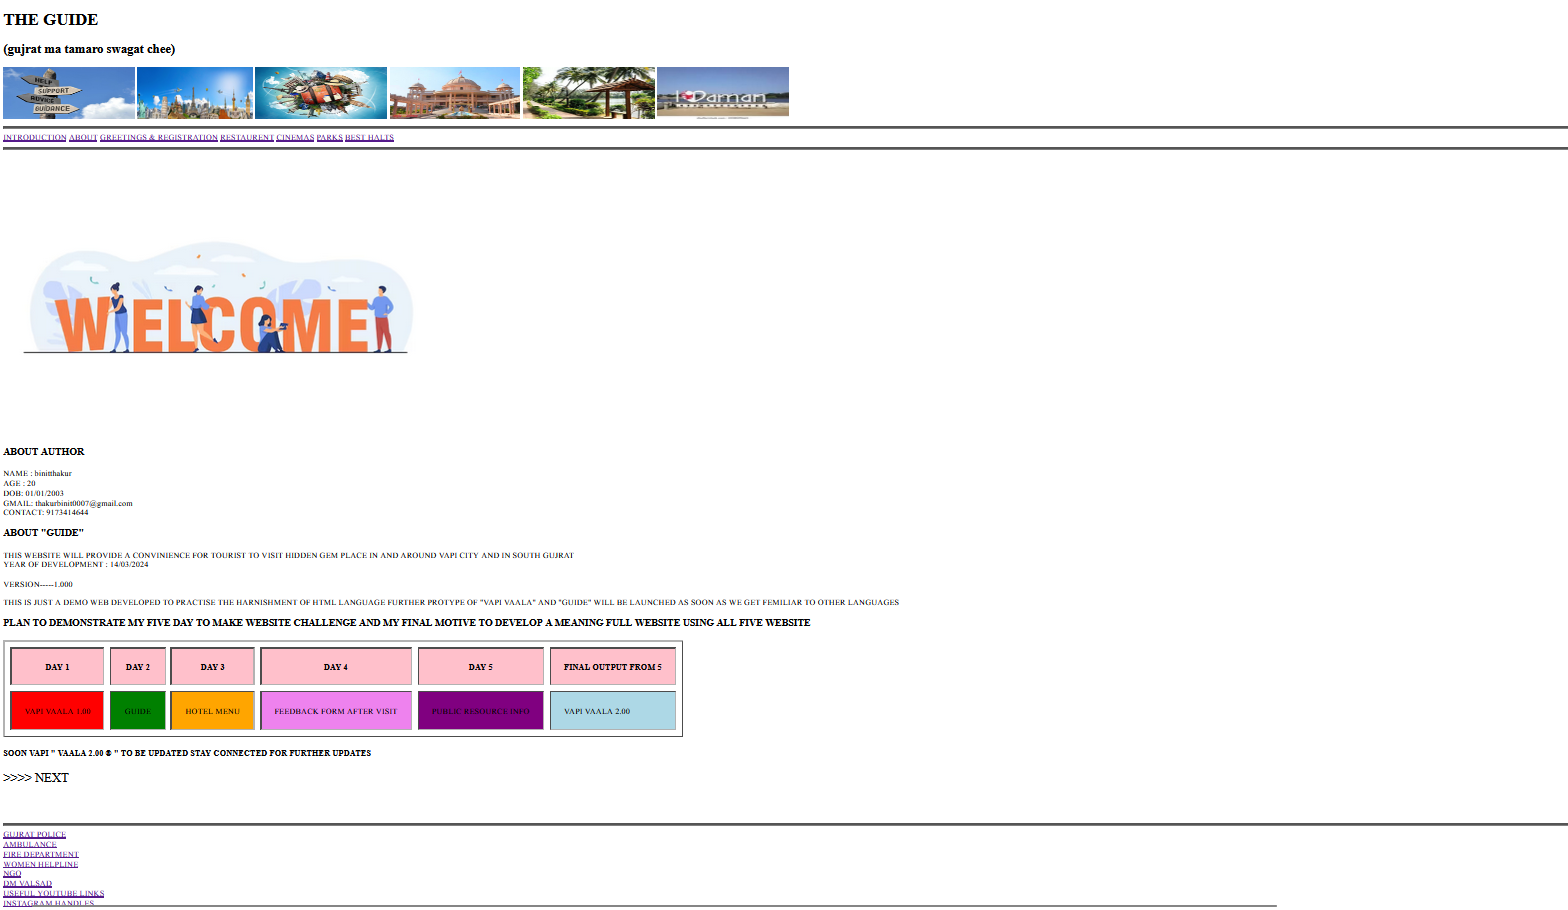 THE GUIDE
(gujrat ma tamaro swagat chee)
HELP
SUPPORT
ADVICE
GUIDANCE
Daman
INTRODUCTION ABOUT GREETINGS & REGISTRATION RESTAURENT CINEMAS PARKS BEST HALTS
WELCOME
ABOUT AUTHOR
NAME : binitthakur
AGE : 20
DOB: 01/01/2003
GMAIL: thakurbinit0007@gmail.com
CONTACT: 9173414644
ABOUT "GUIDE"
THIS WEBSITE WILL PROVIDE A CONVINIENCE FOR TOURIST TO VISIT HIDDEN GEM PLACE IN AND AROUND VAPI CITY AND IN SOUTH GUJRAT
YEAR OF DEVELOPMENT : 14/03/2024
VERSION-----1.000
THIS IS JUST A DEMO WEB DEVELOPED TO PRACTISE THE HARNISHMENT OF HTML LANGUAGE FURTHER PROTYPE OF "VAPI VAALA" AND "GUIDE" WILL BE LAUNCHED AS SOON AS WE GET FEMILIAR TO OTHER LANGUAGES
PLAN TO DEMONSTRATE MY FIVE DAY TO MAKE WEBSITE CHALLENGE AND MY FINAL MOTIVE TO DEVELOP A MEANING FULL WEBSITE USING ALL FIVE WEBSITE
DAY 1 DAY 2 DAY 3 DAY 4 DAY 5 FINAL OUTPUT FROM 5
VAPI VAALA 1.00 GUIDE HOTEL MENU FEEDBACK FORM AFTER VISIT PUBLIC RESOURCE INFO VAPI VAALA 2.00
SOON VAPI " VAALA 2.00 ® " TO BE UPDATED STAY CONNECTED FOR FURTHER UPDATES
>>>> NEXT
GUJRAT POLICE
AMBULANCE
FIRE DEPARTMENT
WOMEN HELPLINE
NGO
DM VALSAD
USEFUL YOUTUBE LINKS
INSTAGRAM HANDLES